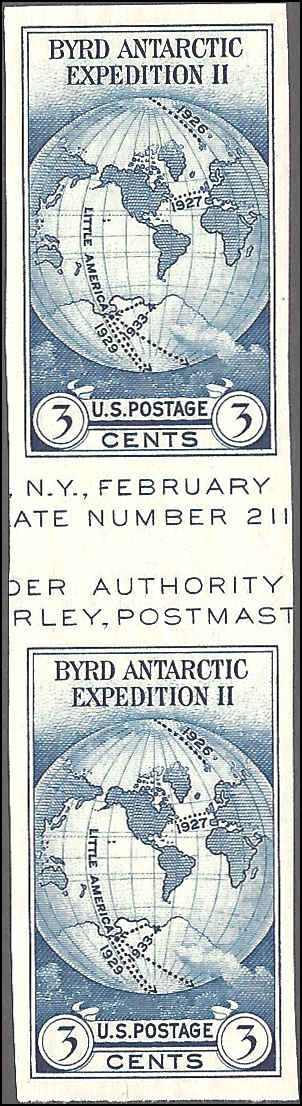 BYRD ANTARCTIC
EXPEDITION II
1926
1927
LITTLE AMERICA
1929
1933
3 U.S. POSTAGE 3
CENTS
, N.Y., FEBRUARY
ATE NUMBER 211
DER AUTHORITY
RLEY, POSTMAST
BYRD ANTARCTIC
EXPEDITION II
1926
1927
LITTLE AMERICA
1929
1933
3 U.S. POSTAGE 3
CENTS